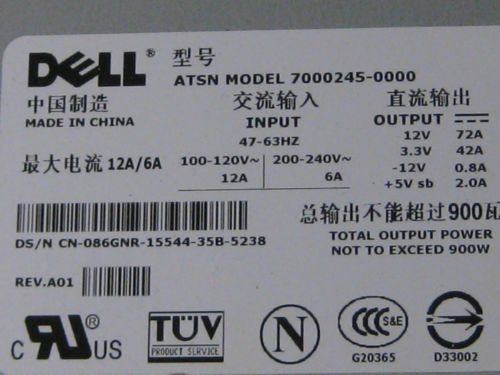 DELL® 型号
ATSN MODEL 7000245-0000
中国制造
MADE IN CHINA
交流输入
INPUT
47-63HZ
直流输出
OUTPUT
12V 72A
3.3V 42A
-12V 0.8A
+5V sb 2.0A
最大电流 12A/6A
100-120V~ 200-240V~
12A 6A
总输出不能超过900瓦
TOTAL OUTPUT POWER
NOT TO EXCEED 900W
DS/N CN-086GNR-15544-35B-5238
REV.A01
C RU® US
TÜV
PRODUCT SERVICE
N
CCC S&E
G20365
D33002